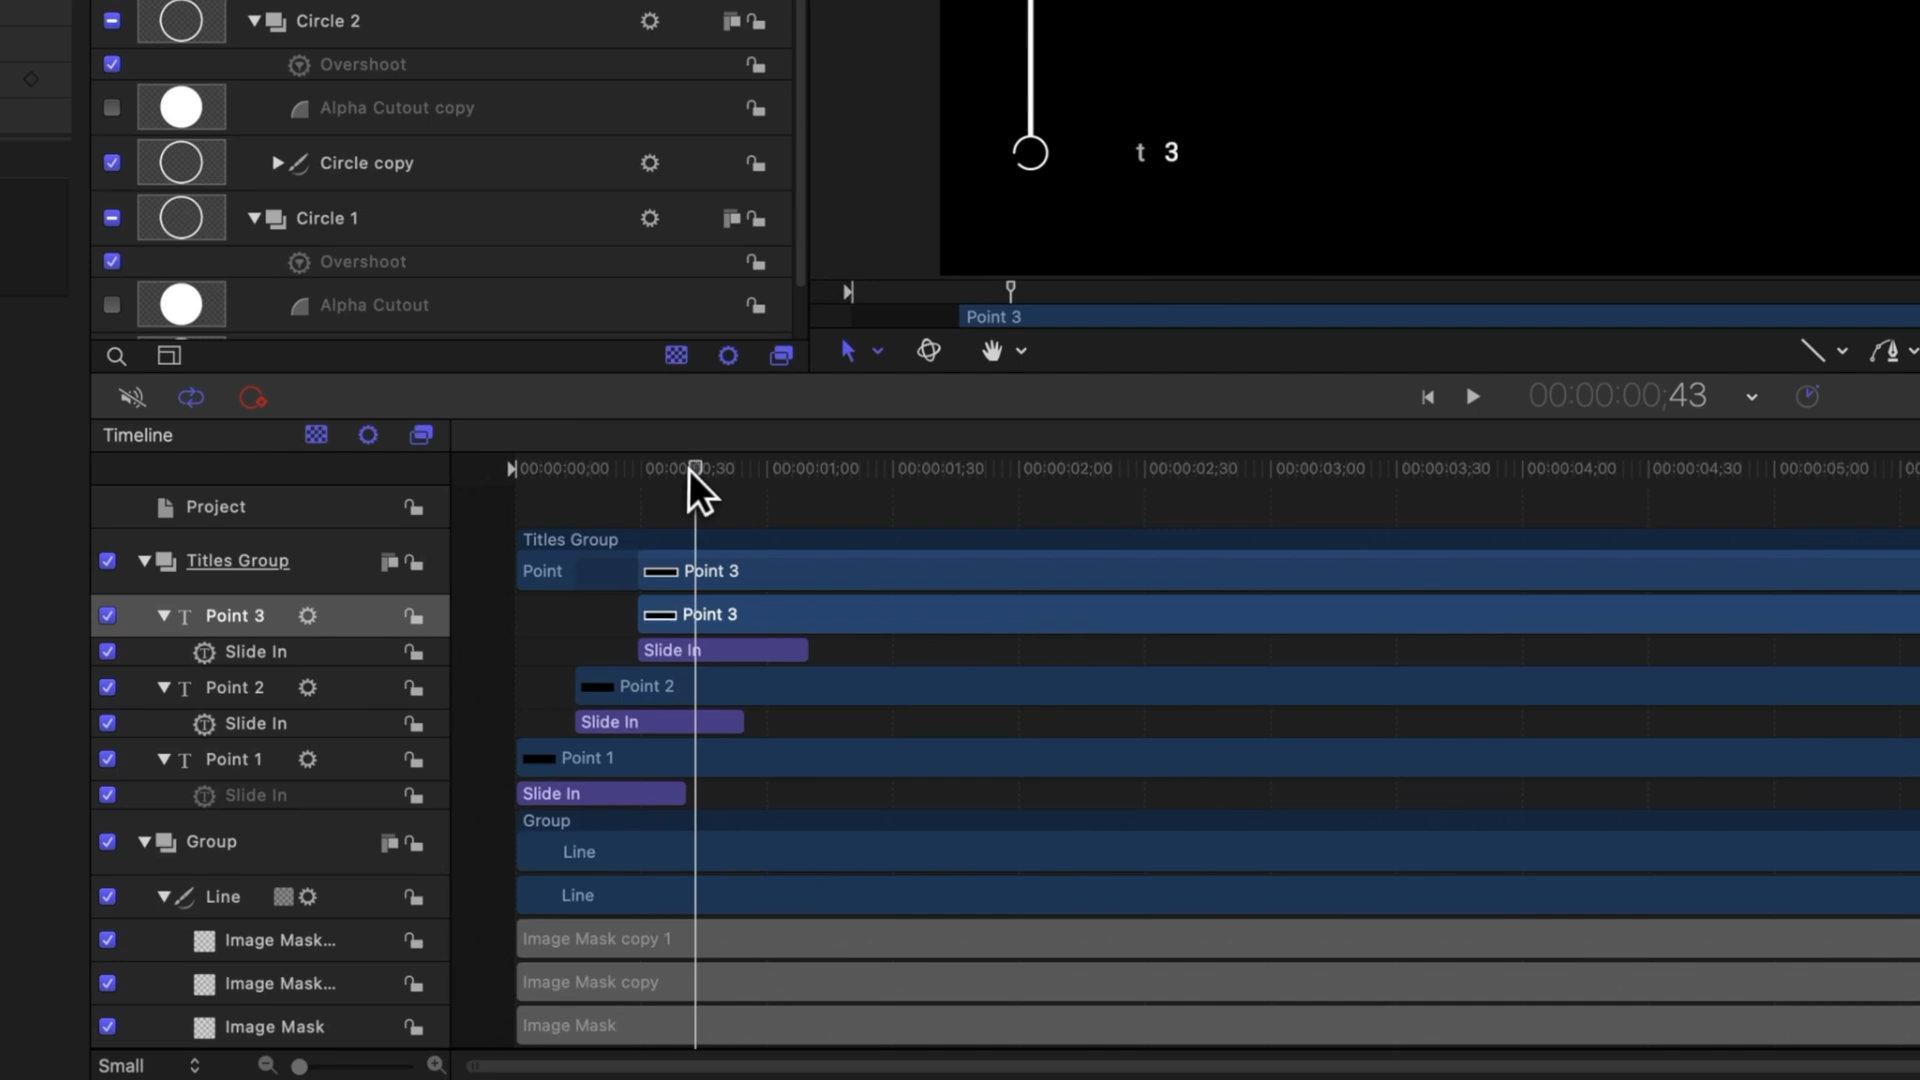 Circle 2
Overshoot
Alpha Cutout copy
Circle copy
Circle 1
Overshoot
Alpha Cutout
t 3
Point 3
00:00:00;43
Timeline
00:00:00;00 00:00:00;30 00:00:01;00 00:00:01;30 00:00:02;00 00:00:02;30 00:00:03;00 00:00:03;30 00:00:04;00 00:00:04;30 00:00:05;00
Project
Titles Group
Titles Group
Point Point 3
Point 3
Point 3
Slide In
Slide In
Point 2
Point 2
Slide In
Slide In
Point 1
Point 1
Slide In
Slide In
Group
Group
Line
Line
Line
Image Mask...
Image Mask copy 1
Image Mask...
Image Mask copy
Image Mask
Image Mask
Small